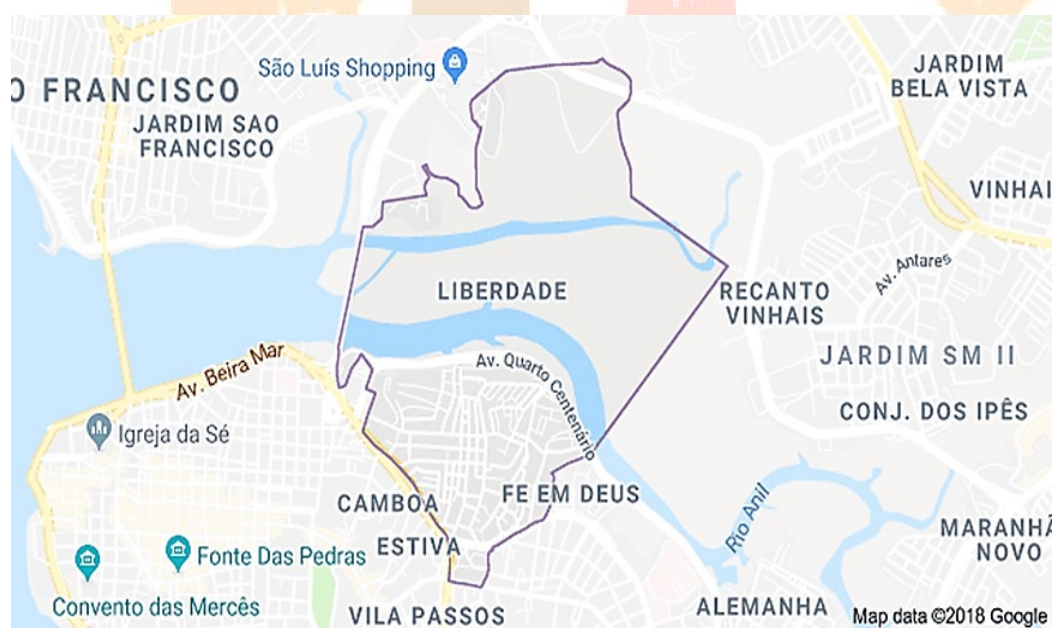 São Luís Shopping
JARDIM
BELA VISTA
O FRANCISCO
JARDIM SAO
FRANCISCO
VINHAI
Av. Antares
LIBERDADE
RECANTO
VINHAIS
Av. Beira Mar
Av. Quarto Centenário
JARDIM SM II
CONJ. DOS IPÊS
Igreja da Sé
CAMBOA
FE EM DEUS
Rio Anil
ESTIVA
MARANHÃ
NOVO
Fonte Das Pedras
Convento das Mercês
VILA PASSOS
ALEMANHA
Map data ©2018 Google